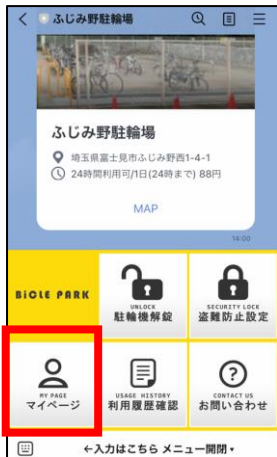 ふじみ野駐輪場
ふじみ野駐輪場
埼玉県富士見市ふじみ野西1-4-1
24時間利用可/1日(24時まで) 88円
MAP
14:00
BiCLE PARK
UNLOCK
駐輪機解錠
SECURITY LOCK
盗難防止設定
MY PAGE
マイページ
USAGE HISTORY
利用履歴確認
CONTACT US
お問い合わせ
←入力はこちら メニュー開閉▾